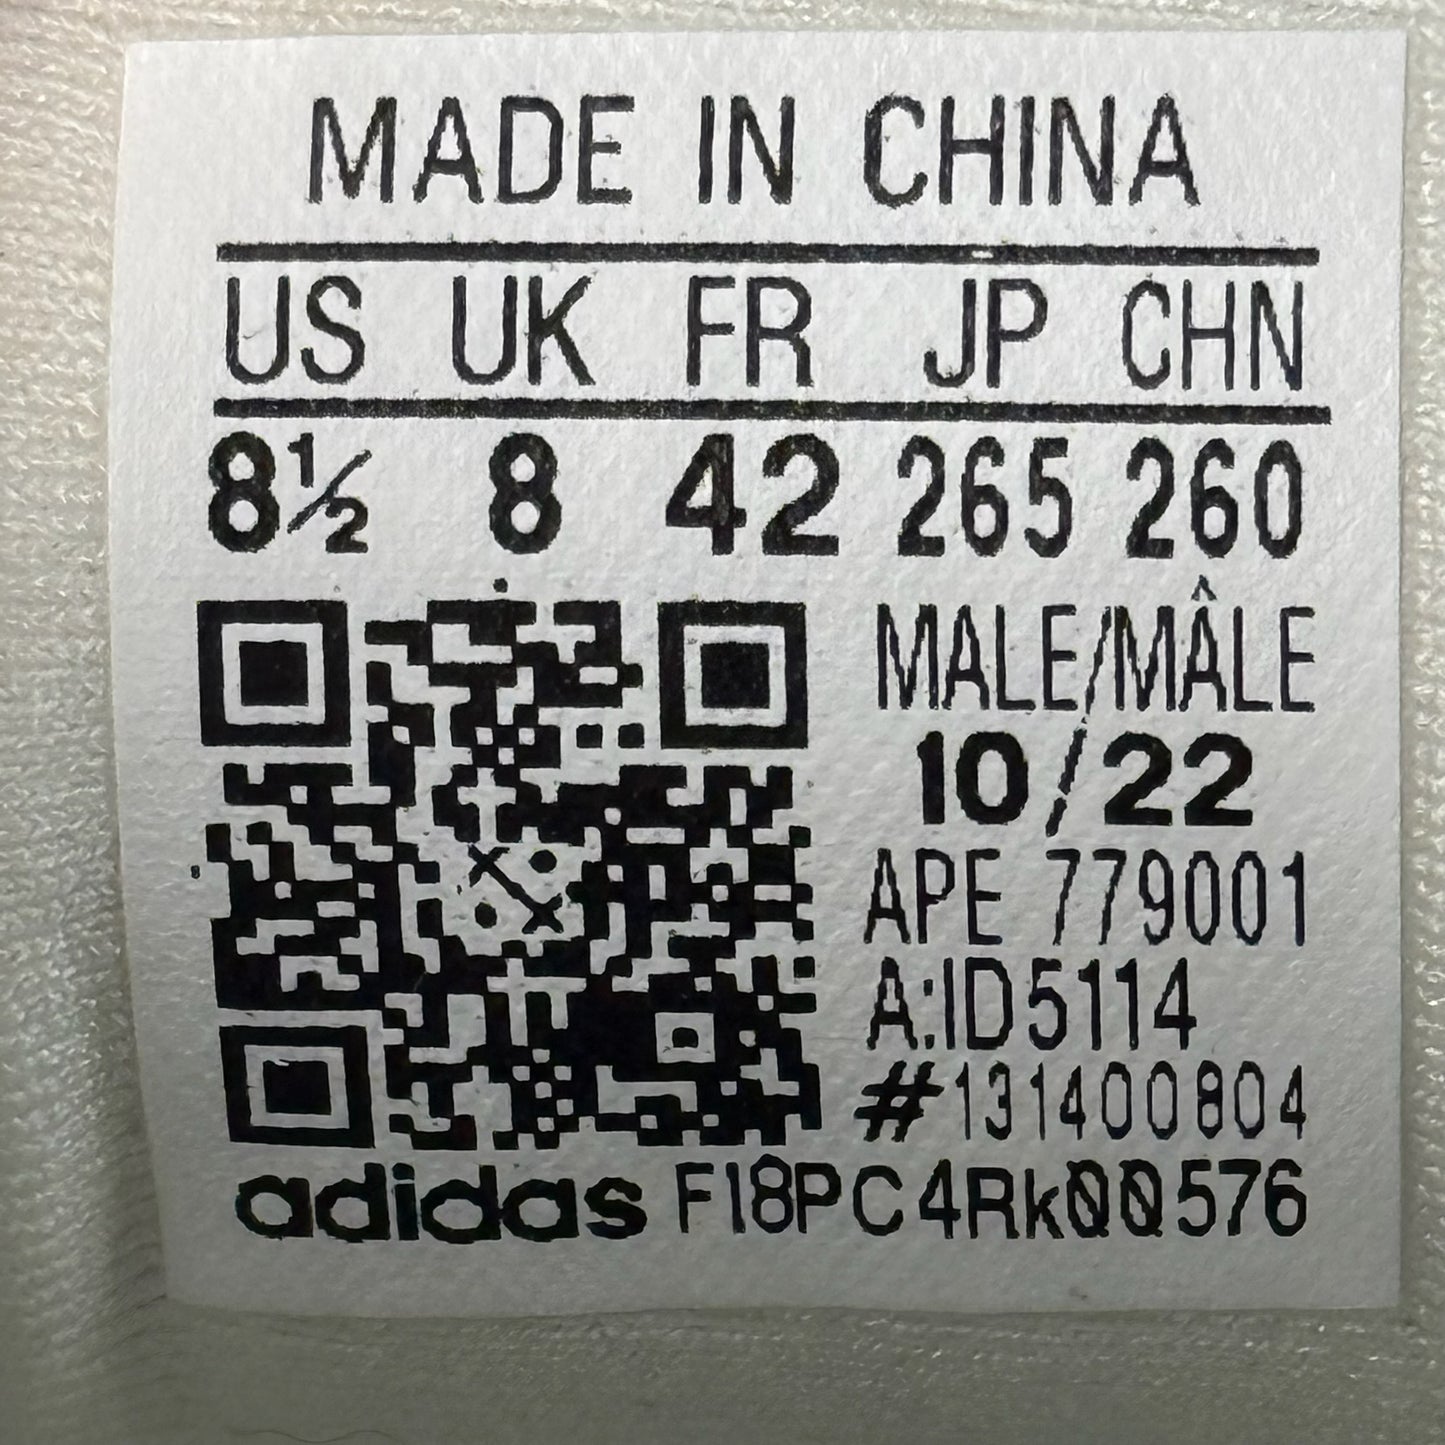 MADE IN CHINA
US UK FR JP CHN
8½ 8 42 265 260
MALE/MÂLE
10/22
APE 779001
A:ID5114
#131400804
adidas F18PC4Rk00576